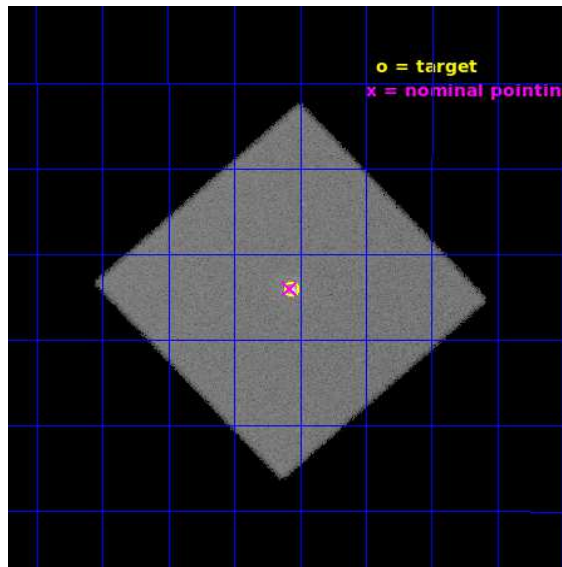 o = target
x = nominal pointin